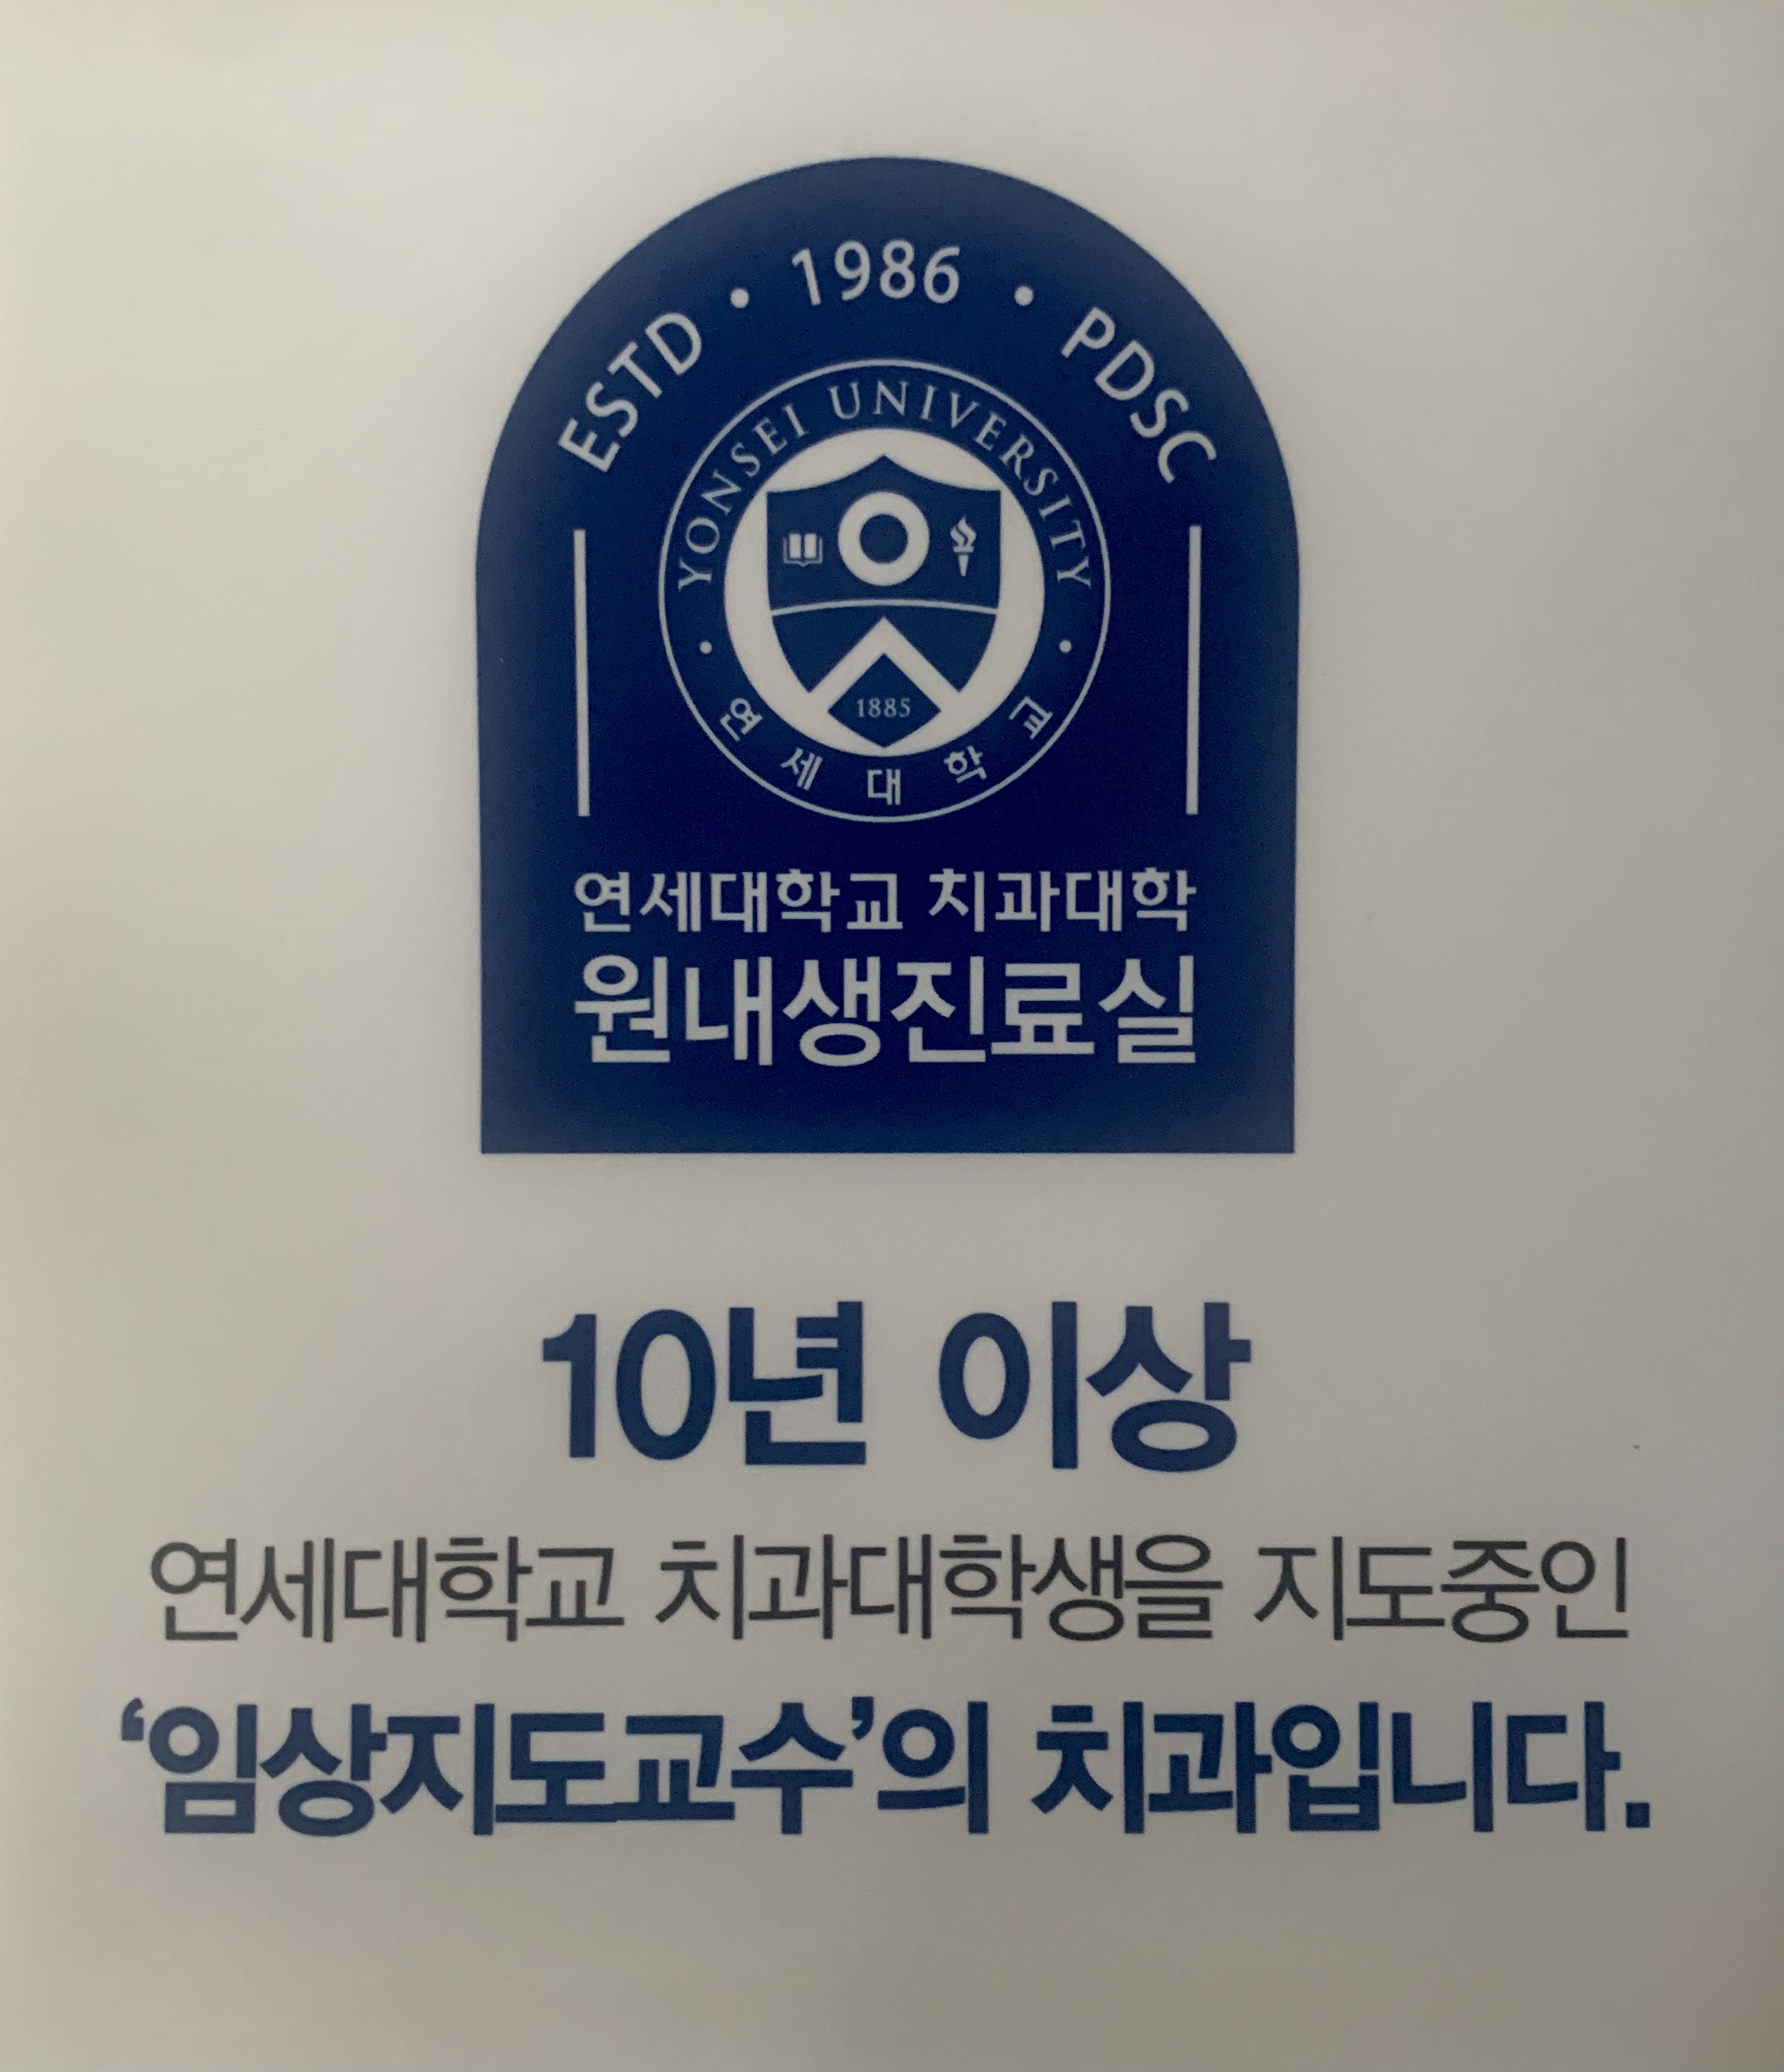 ESTD • 1986 • PDSC
YONSEI UNIVERSITY
1885
연세대학교
연세대학교 치과대학
원내생진료실
10년 이상
연세대학교 치과대학생을 지도중인
‘임상지도교수’의 치과입니다.